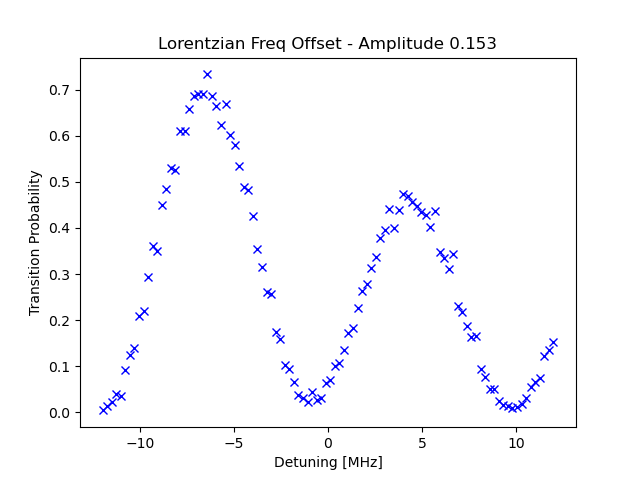 Lorentzian Freq Offset - Amplitude 0.153
Transition Probability
0.7
0.6
0.5
0.4
0.3
0.2
0.1
0.0
−10 −5 0 5 10
Detuning [MHz]